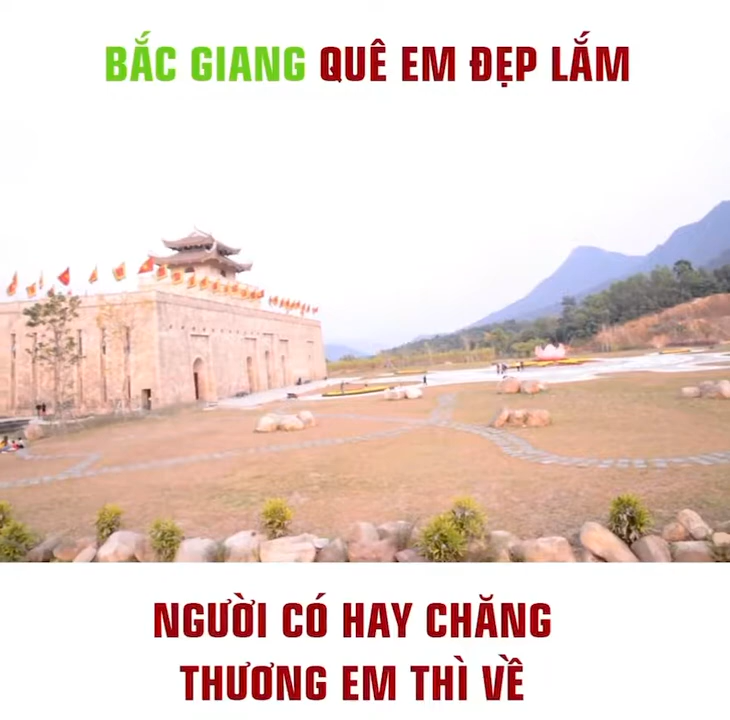 BẮC GIANG QUÊ EM ĐẸP LẮM
NGƯỜI CÓ HAY CHĂNG
THƯƠNG EM THÌ VỀ